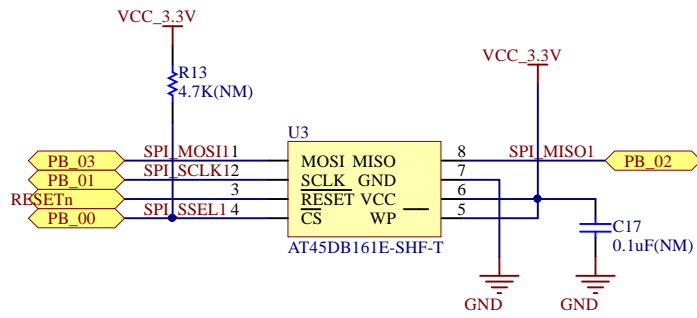 VCC_3.3V
VCC_3.3V
R13
4.7K(NM)
U3
PB_03 SPI_MOSI1 1 MOSI MISO 8 SPI_MISO1 PB_02
PB_01 SPI_SCLK1 2 SCLK GND 7
RESETn 3 RESET VCC 6
PB_00 SPI_SSEL1 4 CS WP 5
C17
AT45DB161E-SHF-T
0.1uF(NM)
GND
GND